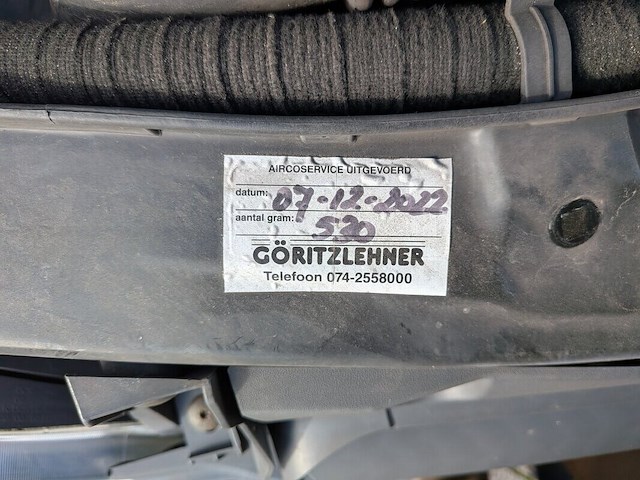 AIRCOSERVICE UITGEVOERD
datum: 07-12-2022
aantal gram: 530
GÖRITZLEHNER
Telefoon 074-2558000